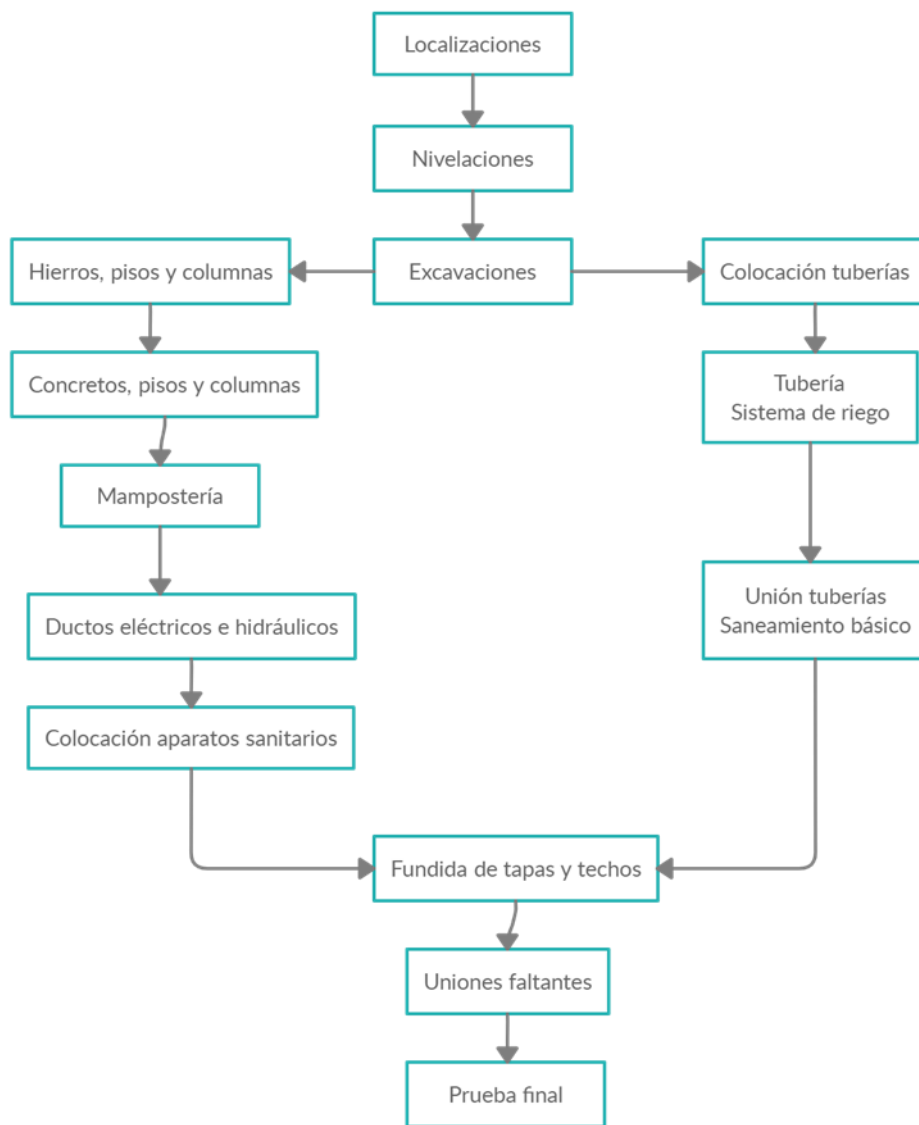 Localizaciones
Nivelaciones
Hierros, pisos y columnas
Excavaciones
Colocación tuberías
Concretos, pisos y columnas
Tubería
Sistema de riego
Mampostería
Ductos eléctricos e hidráulicos
Unión tuberías
Saneamiento básico
Colocación aparatos sanitarios
Fundida de tapas y techos
Uniones faltantes
Prueba final